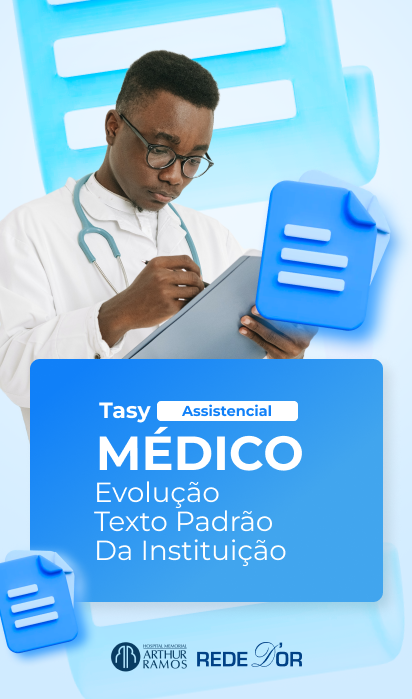 Tasy Assistencial
MÉDICO
Evolução
Texto Padrão
Da Instituição
HOSPITAL MEMORIAL
ARTHUR
RAMOS
REDE D'OR